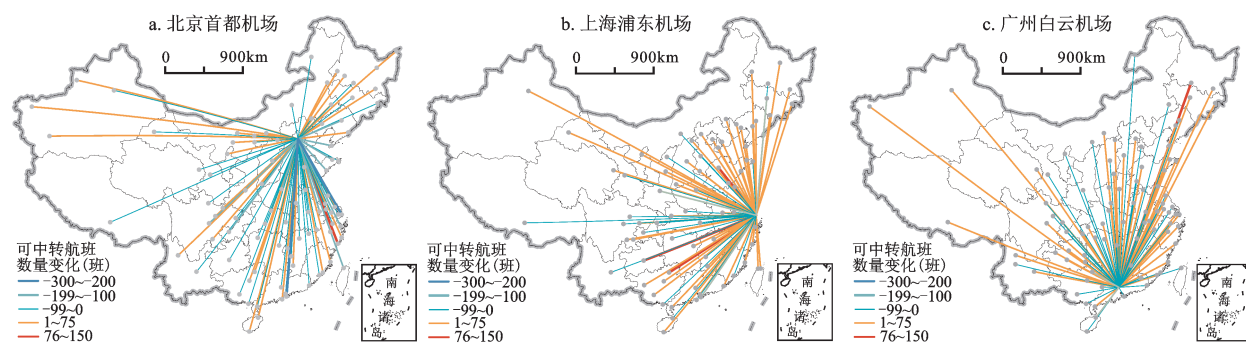 a. 北京首都机场
0 900km
可中转航班
数量变化(班)
-300~-200
-199~-100
-99~0
1~75
76~150
南
海
诸
岛
b. 上海浦东机场
0 900km
可中转航班
数量变化(班)
-300~-200
-199~-100
-99~0
1~75
76~150
南
海
诸
岛
c. 广州白云机场
0 900km
可中转航班
数量变化(班)
-300~-200
-199~-100
-99~0
1~75
76~150
南
海
诸
岛